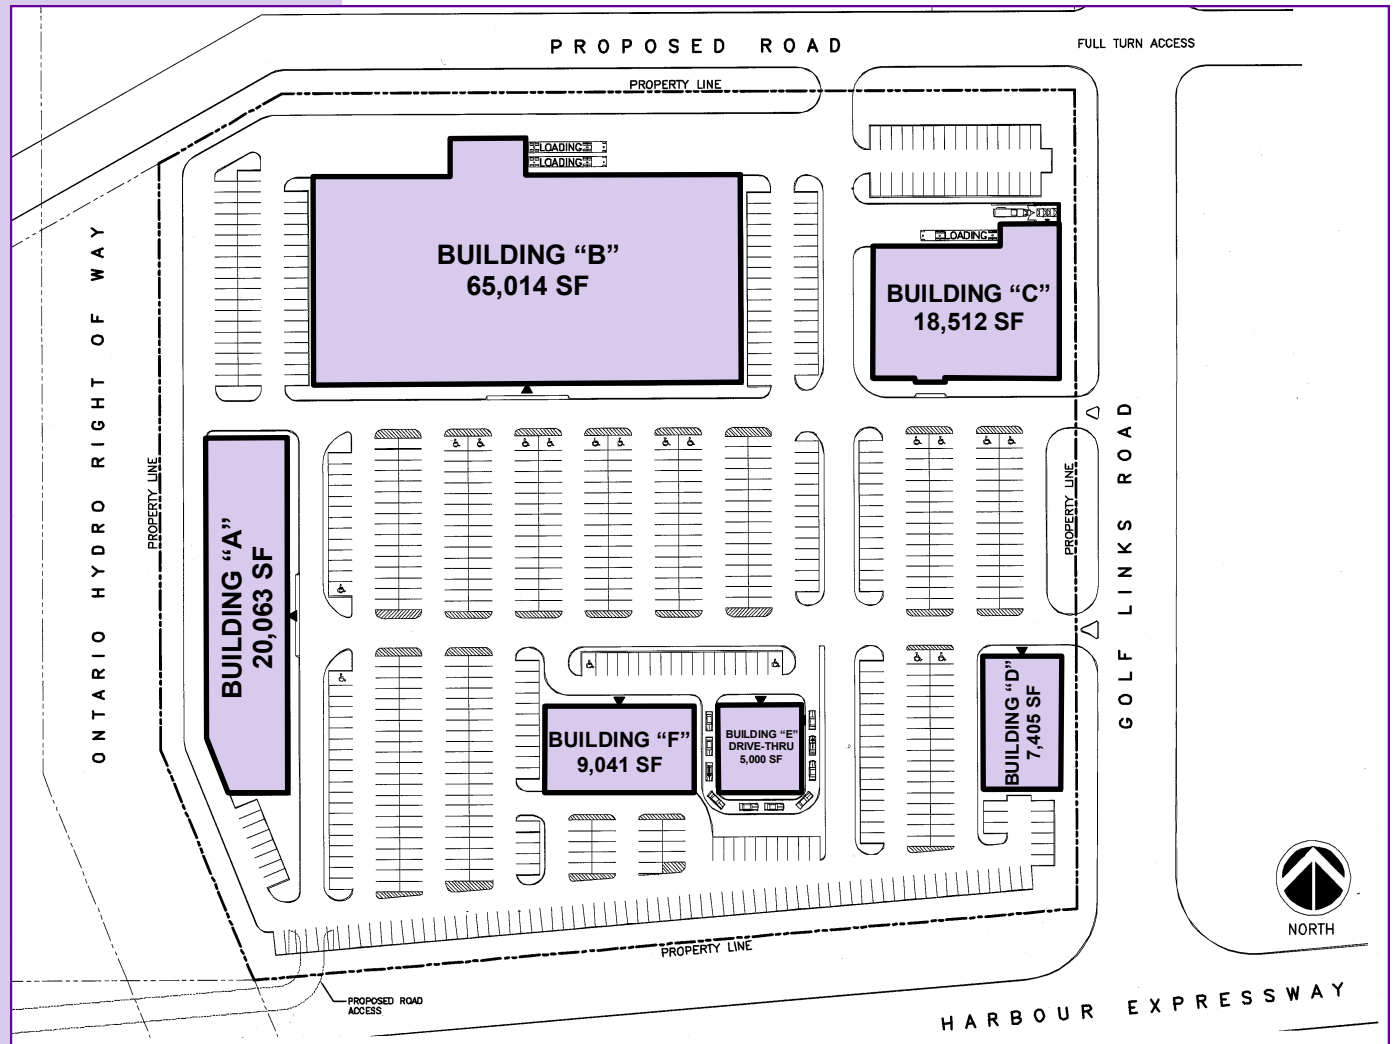 PROPOSED ROAD
FULL TURN ACCESS
PROPERTY LINE
LOADING
LOADING
LOADING
BUILDING “B”
65,014 SF
BUILDING “C”
18,512 SF
ONTARIO HYDRO RIGHT OF WAY
PROPERTY LINE
BUILDING “A”
20,063 SF
PROPERTY LINE
GOLF LINKS ROAD
BUILDING “F”
9,041 SF
BUILDING “E”
DRIVE-THRU
5,000 SF
BUILDING “D”
7,405 SF
PROPERTY LINE
NORTH
PROPOSED ROAD
ACCESS
HARBOUR EXPRESSWAY